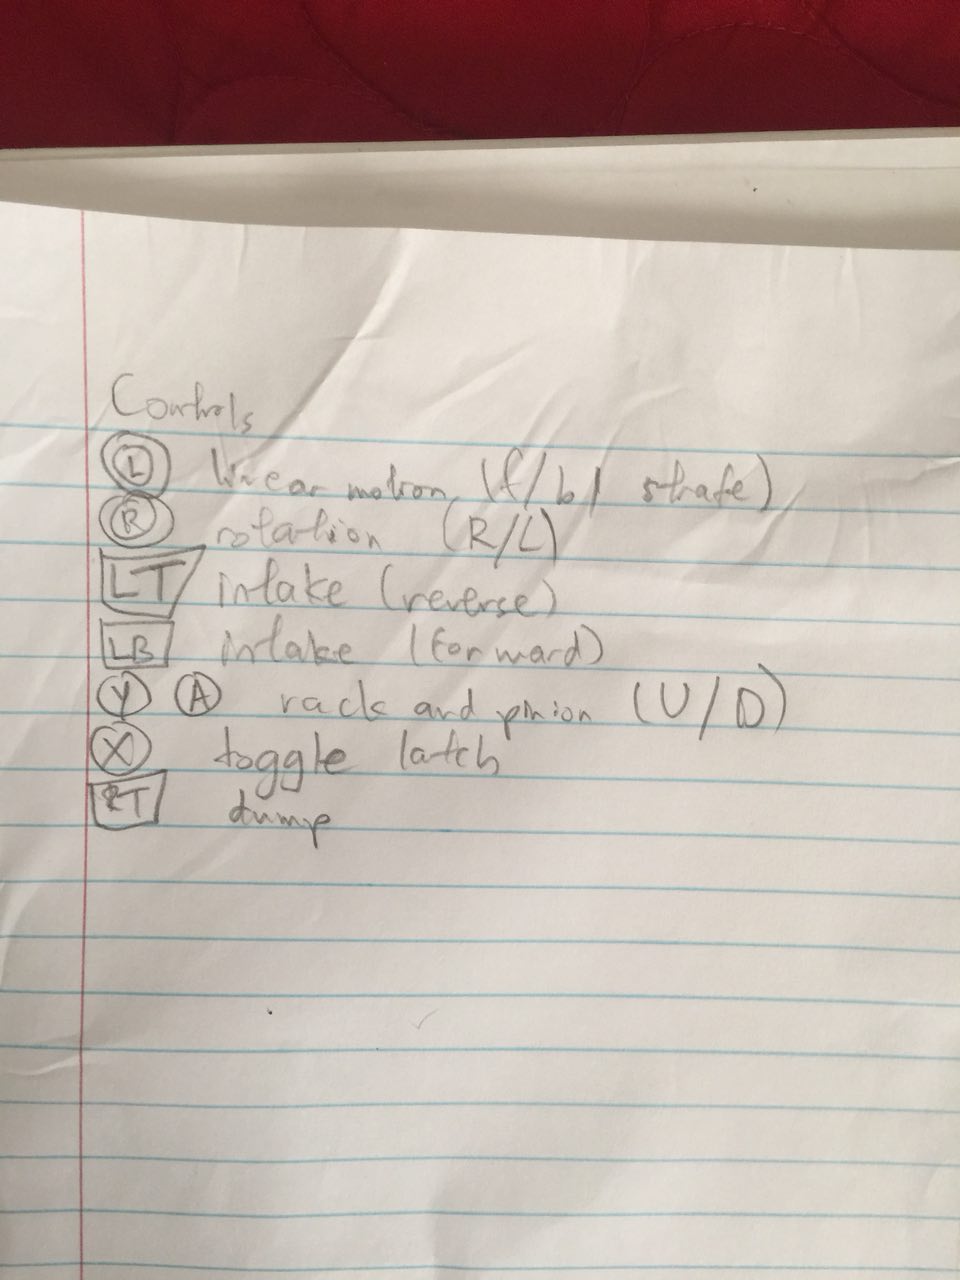 Controls
L linear motion (f/b/ strafe)
R rotation (R/L)
LT intake (reverse)
LB intake (forward)
Y A rack and pinion (U/D)
X toggle latch
RT dump